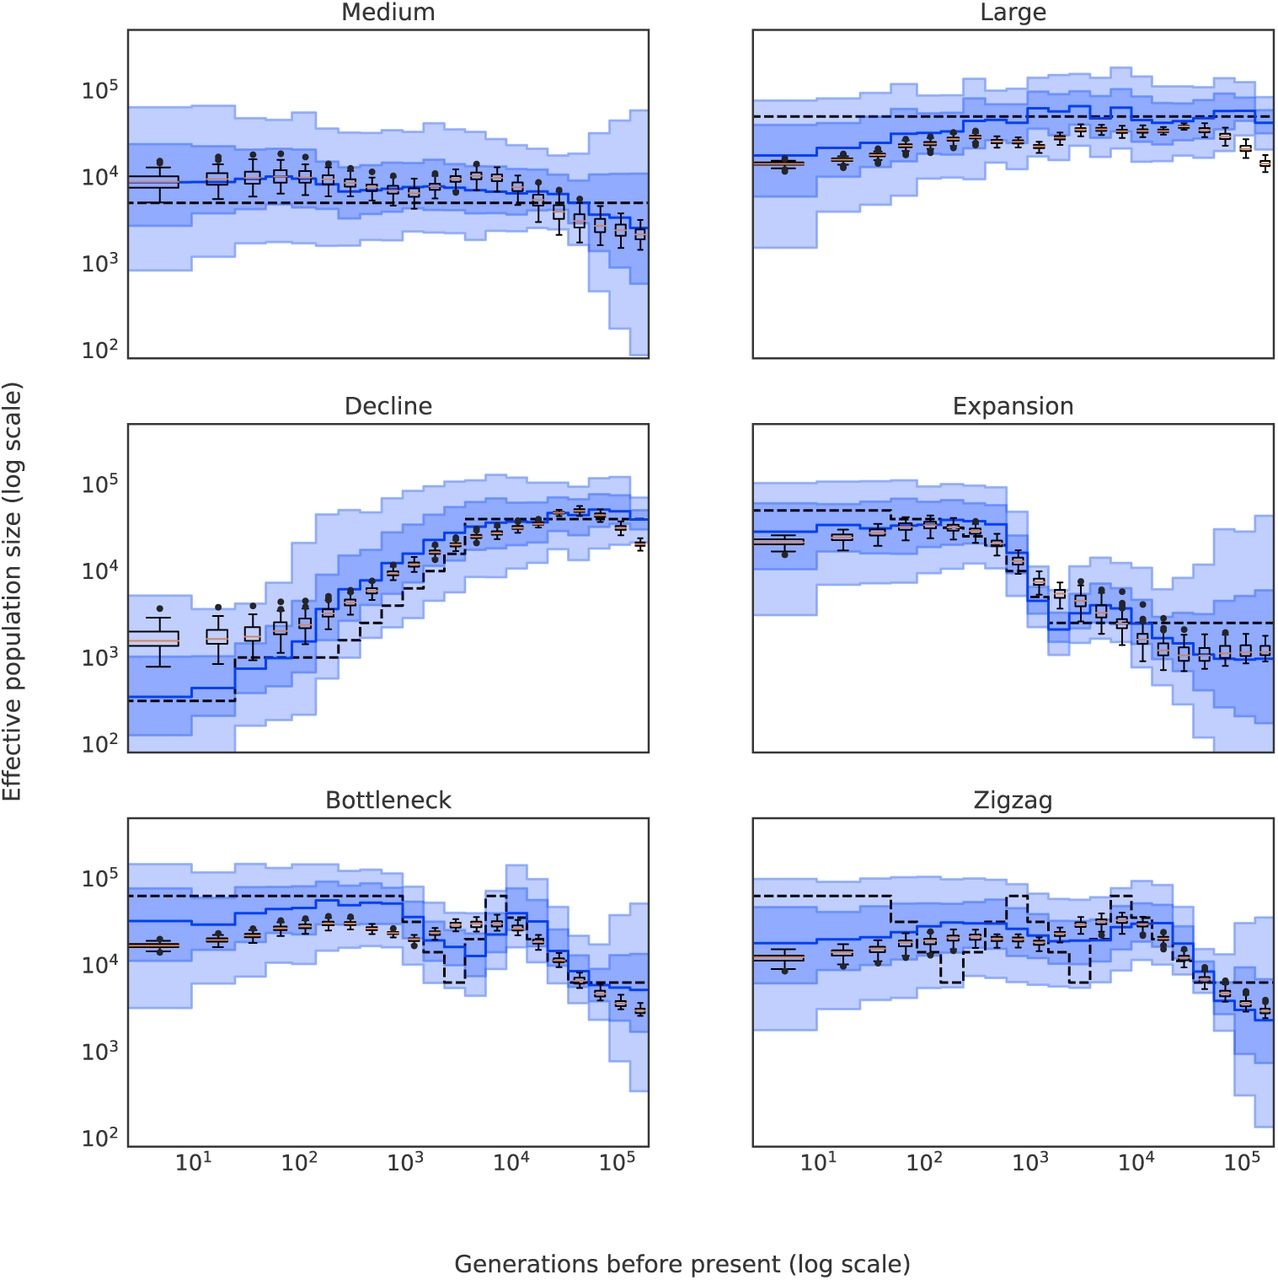 Medium
Large
10^5
10^4
10^3
10^2
Effective population size (log scale)
Decline
Expansion
10^5
10^4
10^3
10^2
Bottleneck
Zigzag
10^5
10^4
10^3
10^2
10^1 10^2 10^3 10^4 10^5
10^1 10^2 10^3 10^4 10^5
Generations before present (log scale)